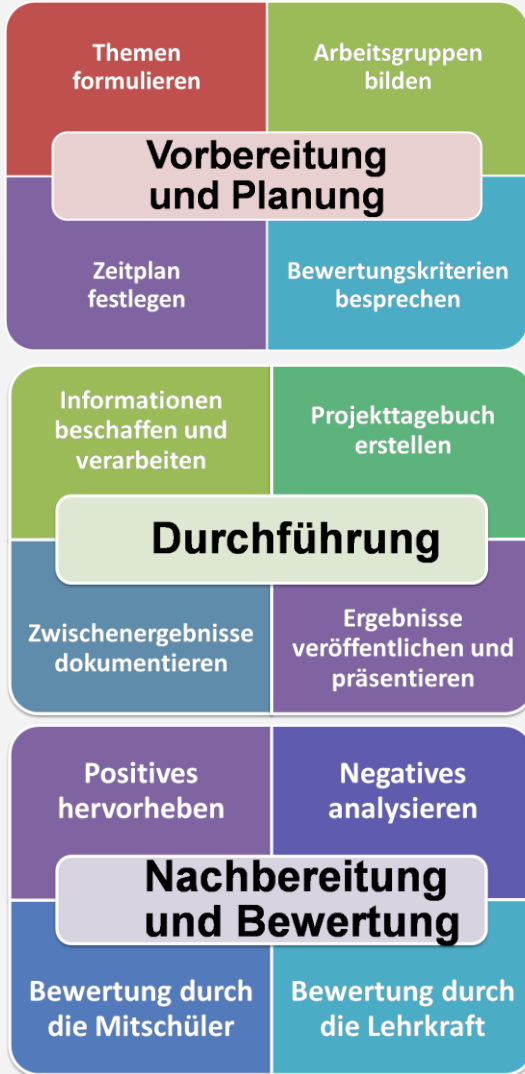 Themen
formulieren
Arbeitsgruppen
bilden
Vorbereitung
und Planung
Zeitplan
festlegen
Bewertungskriterien
besprechen
Informationen
beschaffen und
verarbeiten
Projekttagebuch
erstellen
Durchführung
Zwischenergebnisse
dokumentieren
Ergebnisse
veröffentlichen und
präsentieren
Positives
hervorheben
Negatives
analysieren
Nachbereitung
und Bewertung
Bewertung durch
die Mitschüler
Bewertung durch
die Lehrkraft